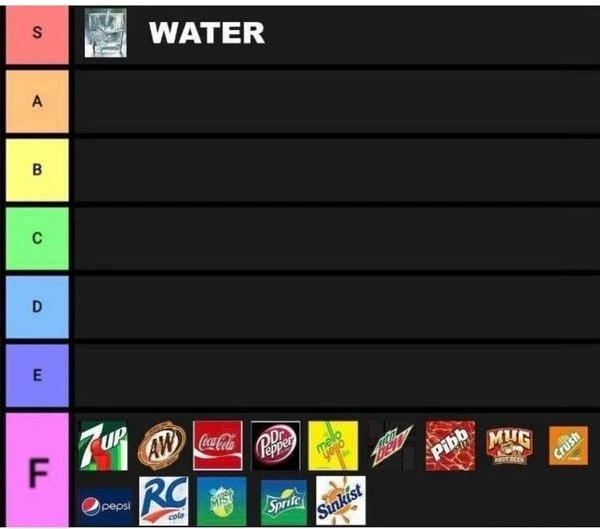 S
WATER
A
B
C
D
E
F
7UP
A&W
Coca-Cola
Dr Pepper
mello yello
Mtn DEW
Pibb
MUG
ROOT BEER
Crush
pepsi
RC
cola
MIST
Sprite
Sunkist